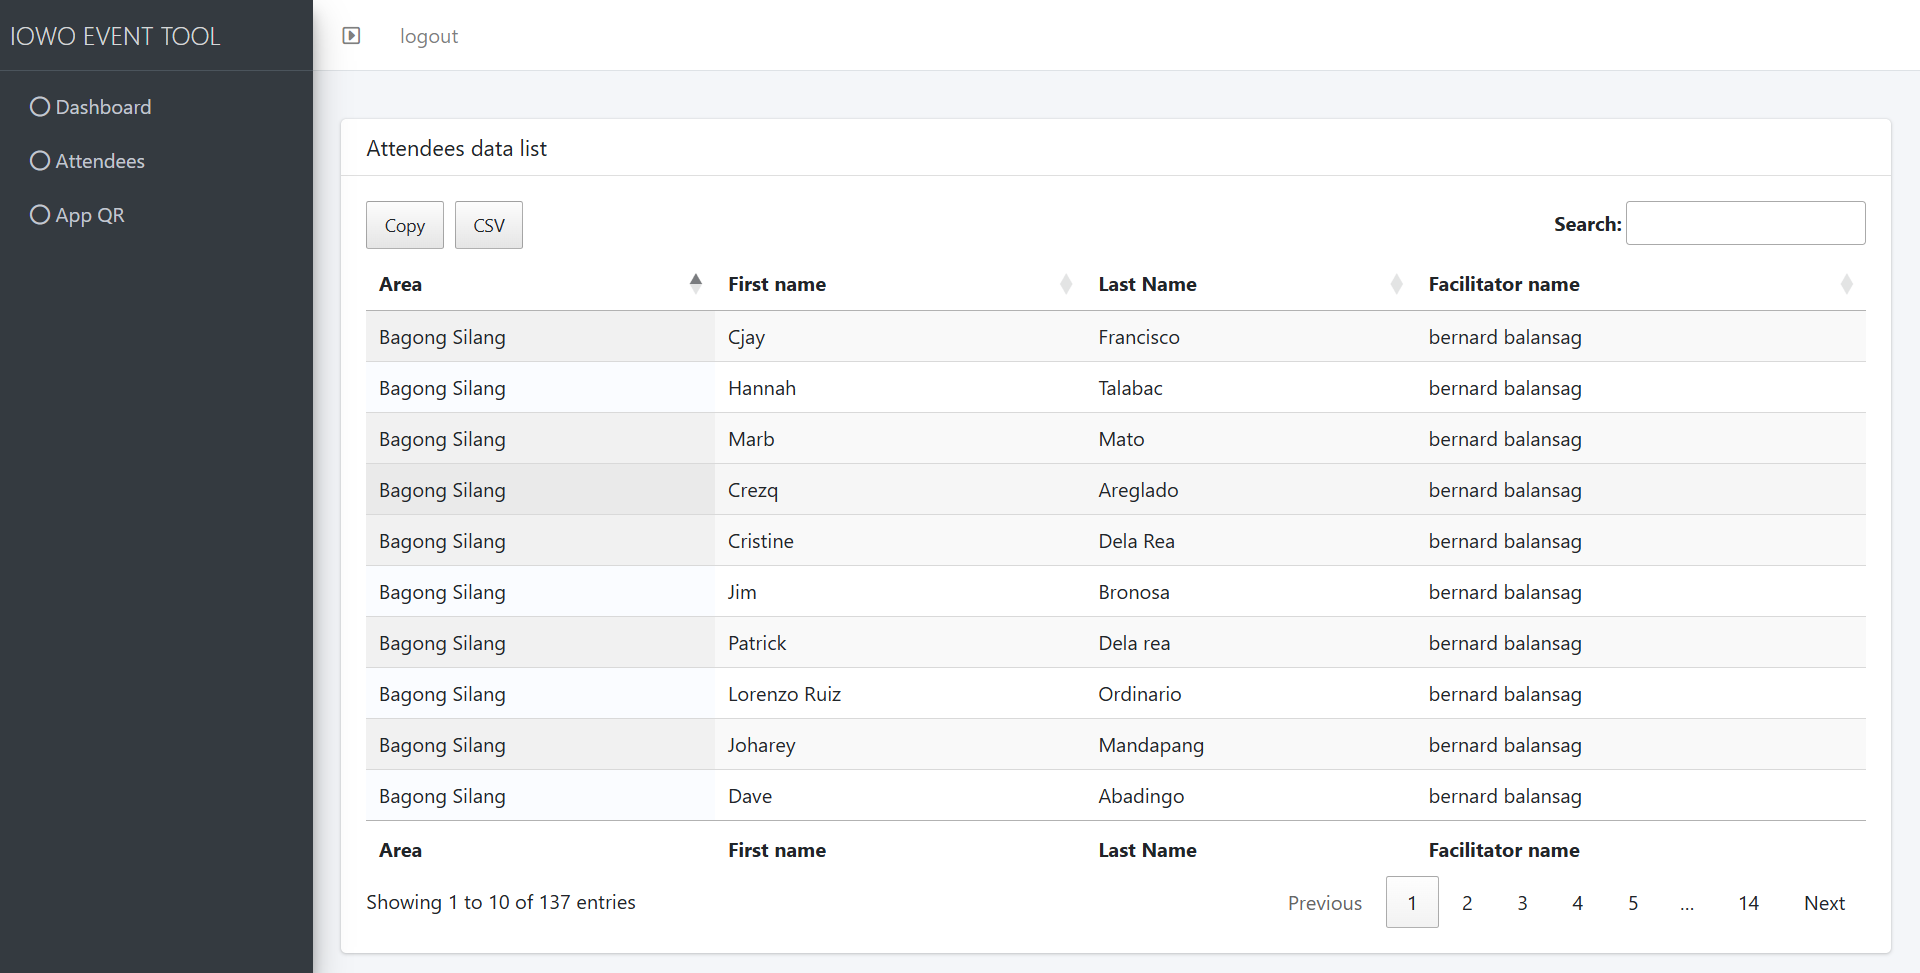 IOWO EVENT TOOL
logout
Dashboard
Attendees
App QR
Attendees data list
Copy CSV Search:
Area First name Last Name Facilitator name
Bagong Silang Cjay Francisco bernard balansag
Bagong Silang Hannah Talabac bernard balansag
Bagong Silang Marb Mato bernard balansag
Bagong Silang Crezq Areglado bernard balansag
Bagong Silang Cristine Dela Rea bernard balansag
Bagong Silang Jim Bronosa bernard balansag
Bagong Silang Patrick Dela rea bernard balansag
Bagong Silang Lorenzo Ruiz Ordinario bernard balansag
Bagong Silang Joharey Mandapang bernard balansag
Bagong Silang Dave Abadingo bernard balansag
Area First name Last Name Facilitator name
Showing 1 to 10 of 137 entries Previous 1 2 3 4 5 … 14 Next